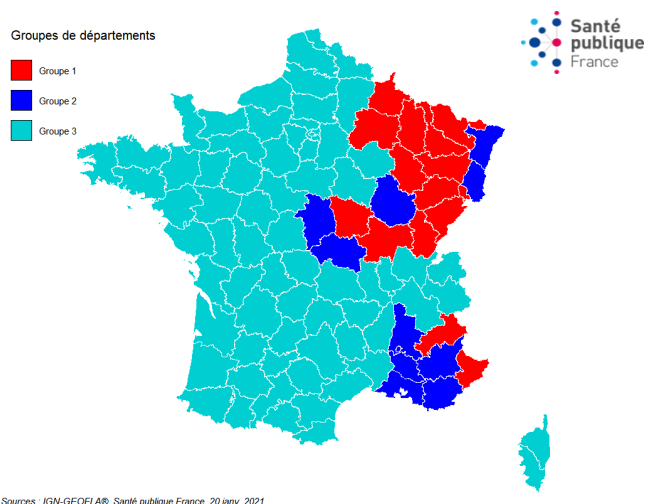 Groupes de départements
Groupe 1
Groupe 2
Groupe 3
Santé
publique
France
Sources : IGN-GEOFLA®, Santé publique France, 20 janv. 2021